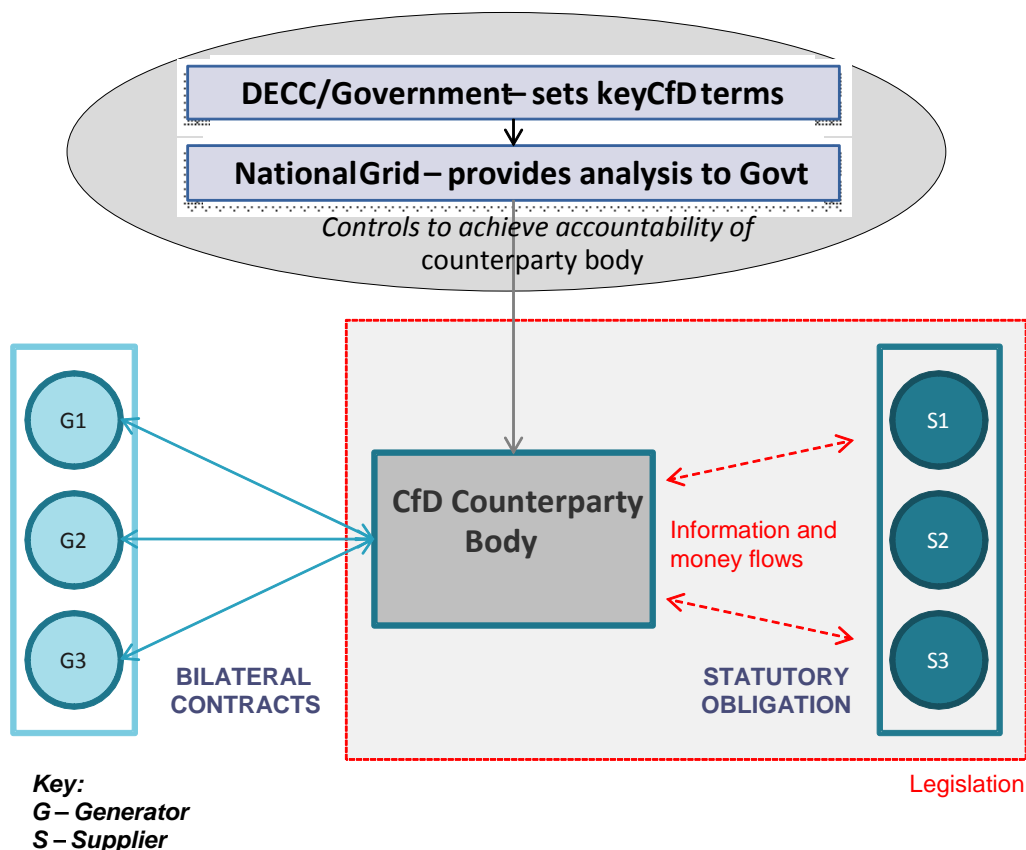 DECC/Government– sets keyCfD terms
NationalGrid – provides analysis to Govt
Controls to achieve accountability of
counterparty body
G1
G2
G3
CfD Counterparty
Body
Information and
money flows
S1
S2
S3
BILATERAL
CONTRACTS
STATUTORY
OBLIGATION
Legislation
Key:
G – Generator
S – Supplier